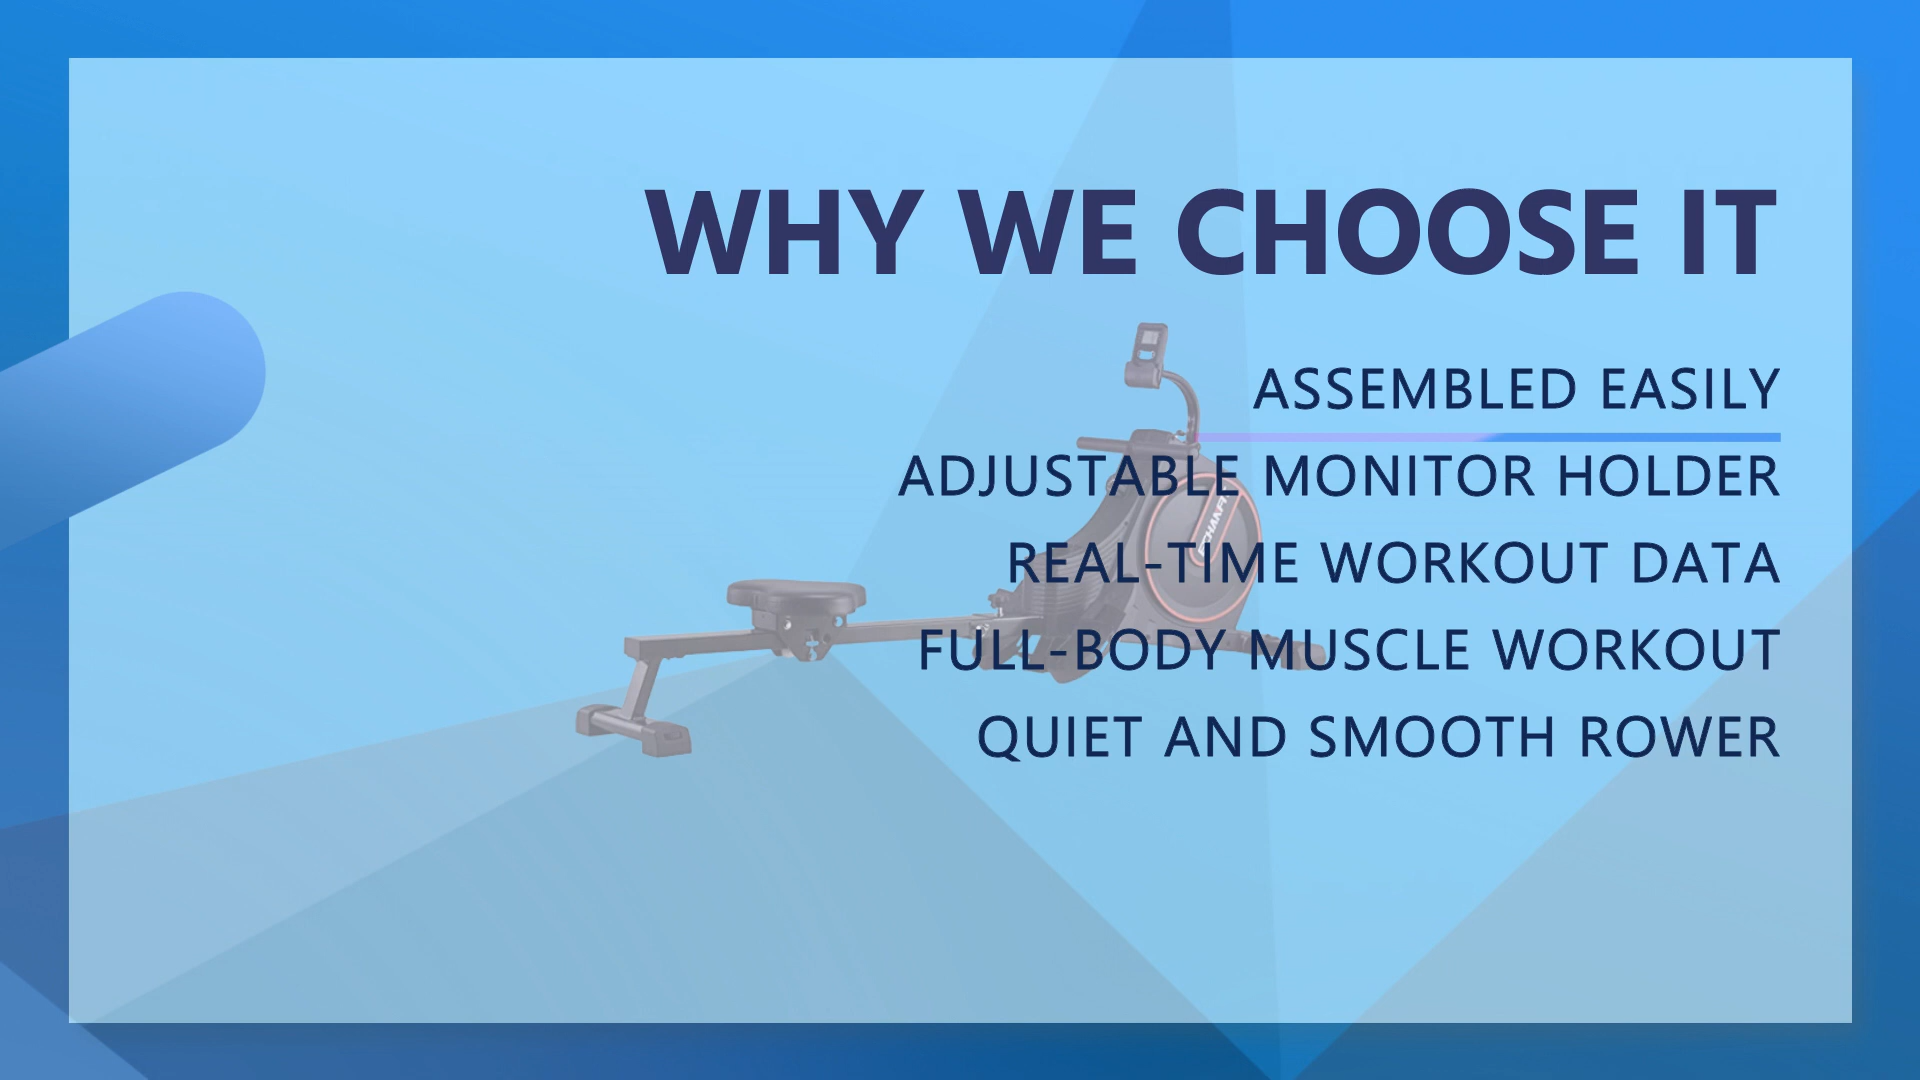 WHY WE CHOOSE IT
ASSEMBLED EASILY
ADJUSTABLE MONITOR HOLDER
REAL-TIME WORKOUT DATA
FULL-BODY MUSCLE WORKOUT
QUIET AND SMOOTH ROWER